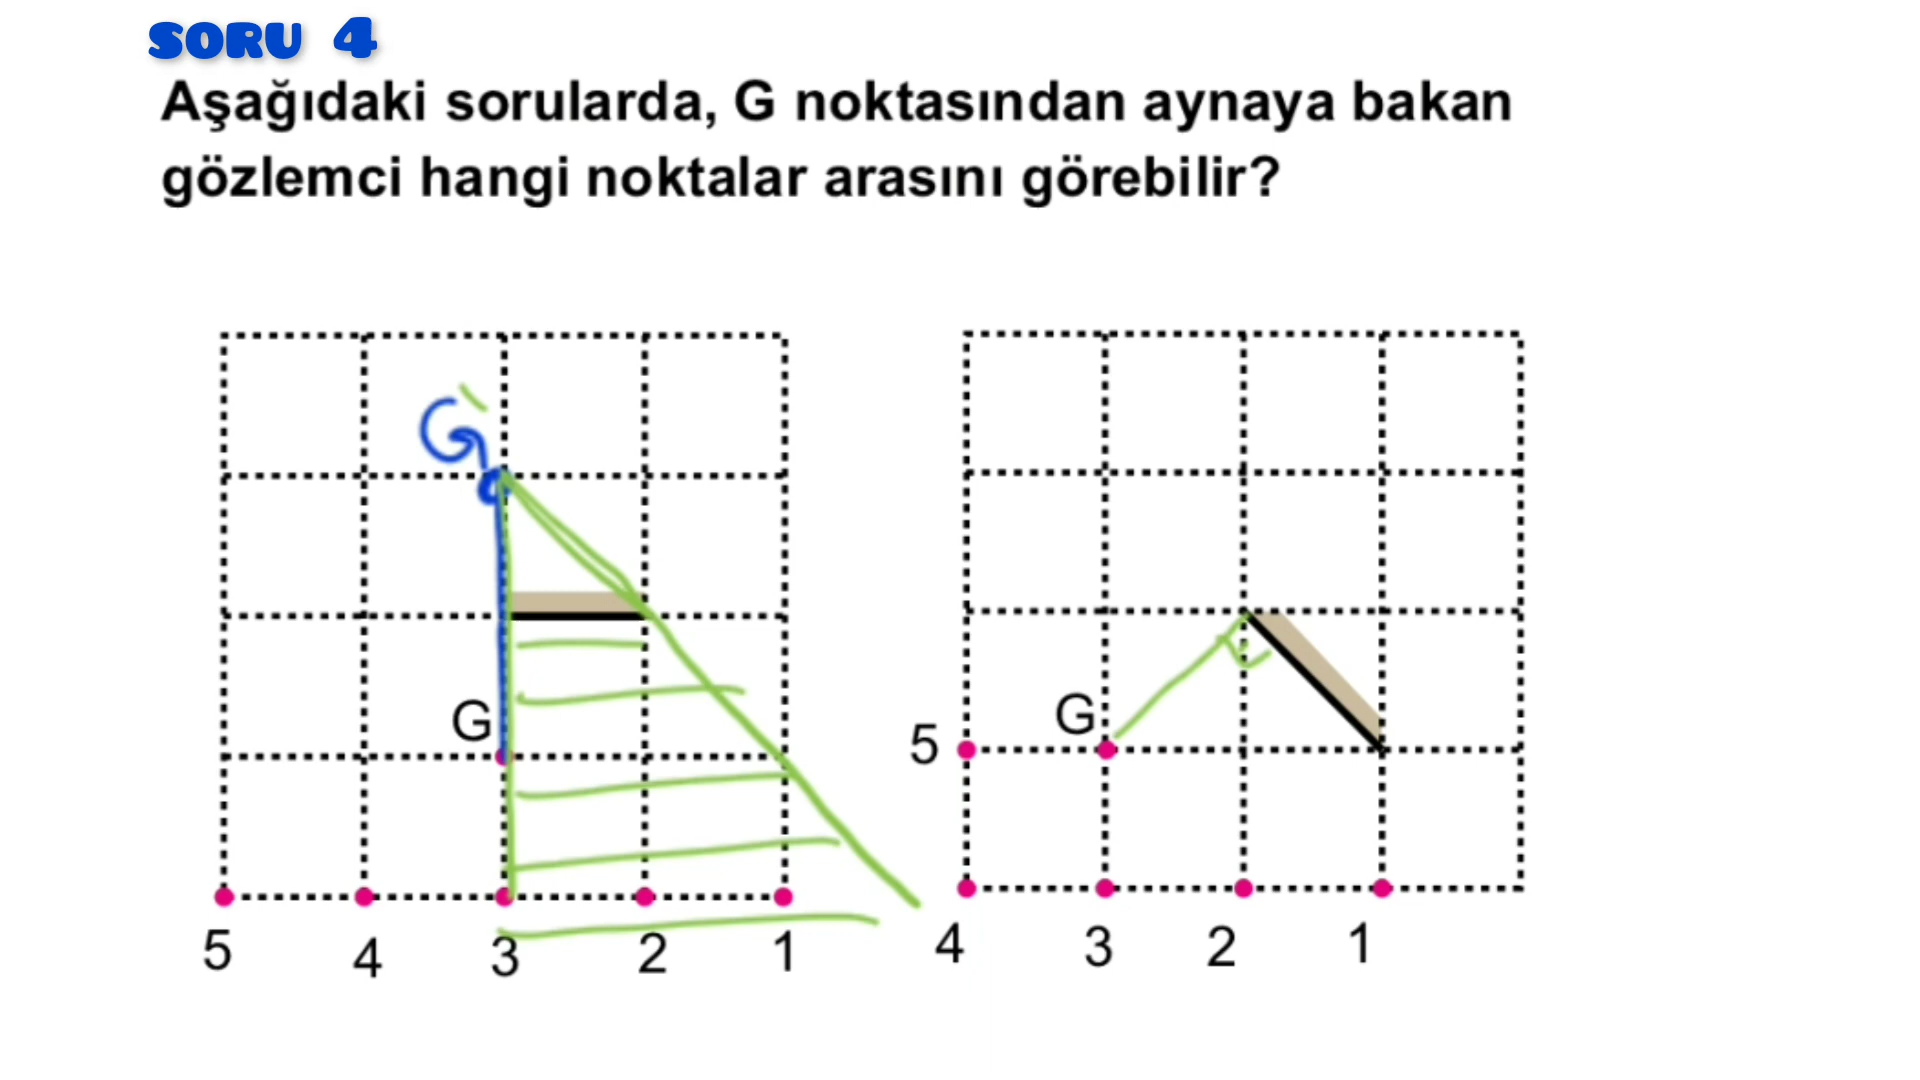 SORU 4
Aşağıdaki sorularda, G noktasından aynaya bakan
gözlemci hangi noktalar arasını görebilir?
G'
G
5 4 3 2 1
G
5
4 3 2 1